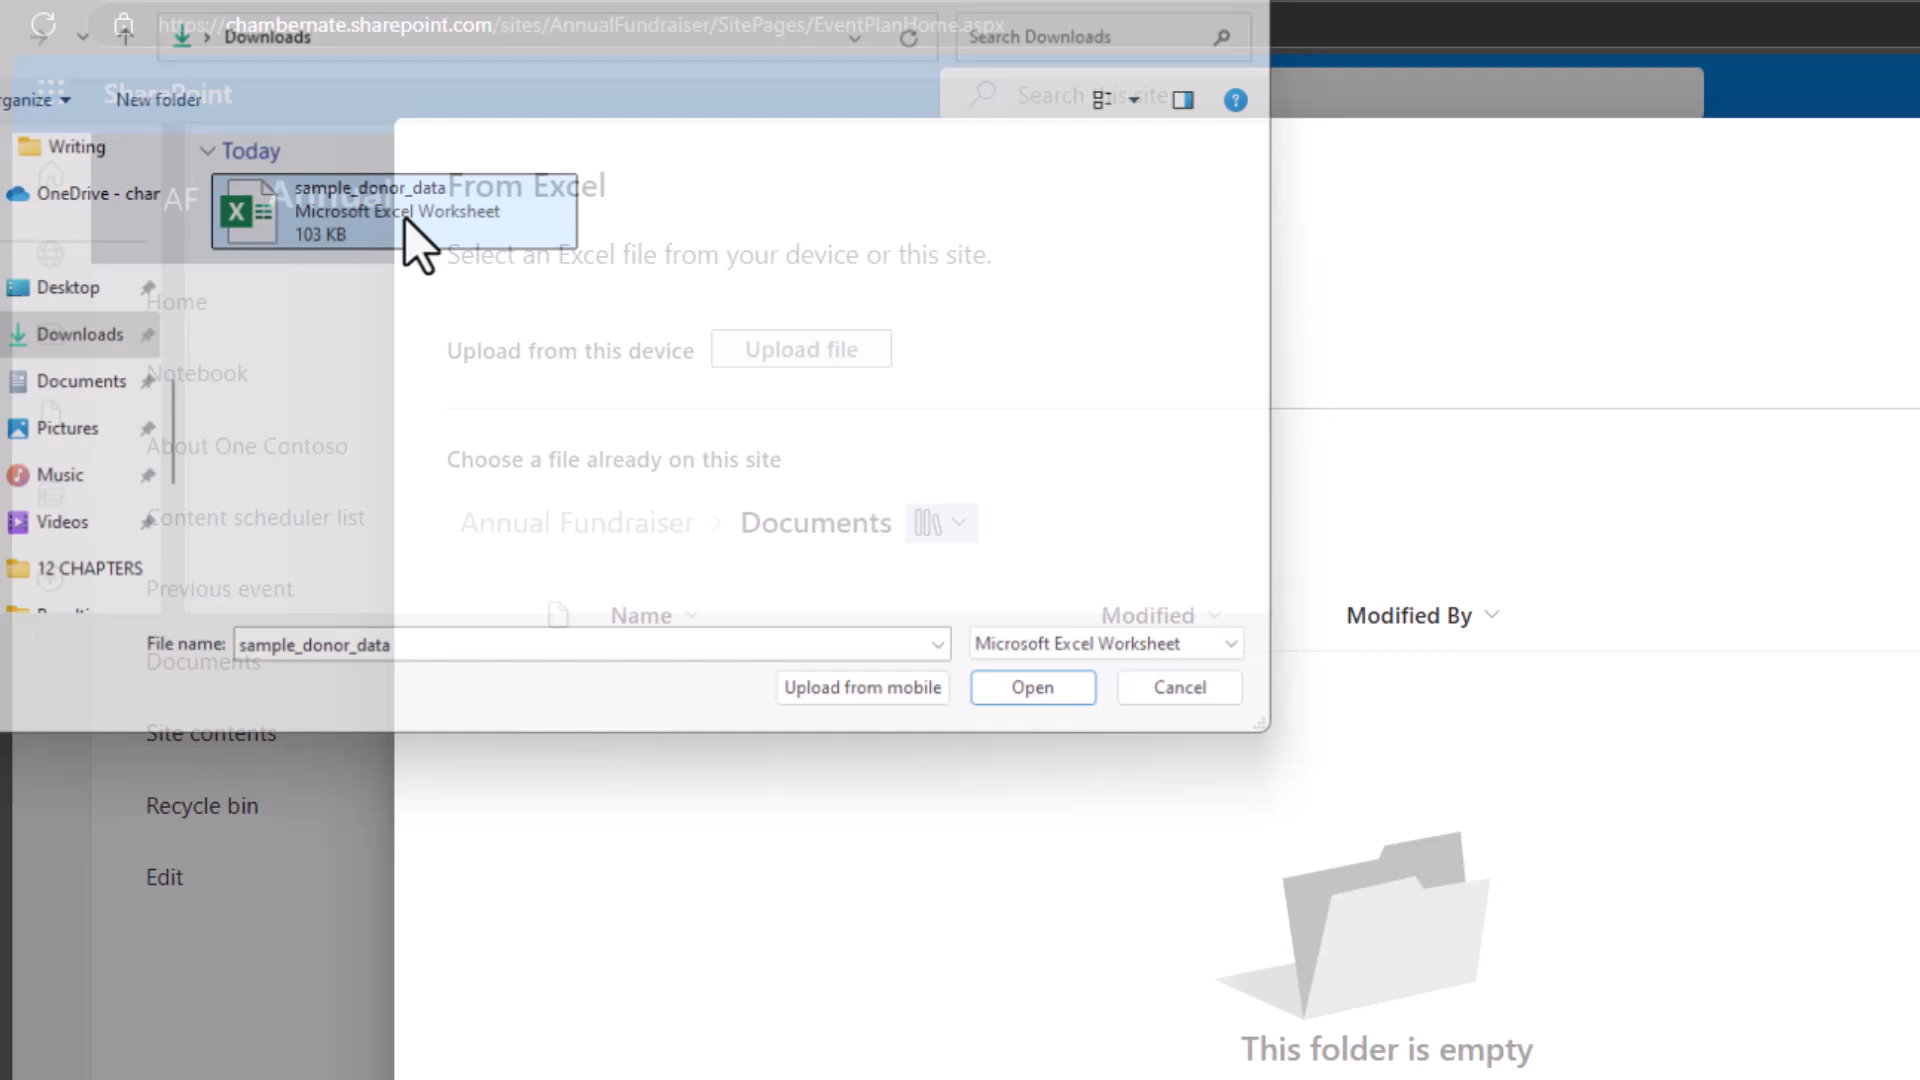 https://chambernate.sharepoint.com/sites/AnnualFundraiser/SitePages/EventPlanHome.aspx
Downloads
Search Downloads
SharePoint
Search this site
rganize
New folder
Writing
OneDrive - char
Desktop
Downloads
Documents
Pictures
Music
Videos
12 CHAPTERS
Today
sample_donor_data
Microsoft Excel Worksheet
103 KB
AF
Annual
Home
Notebook
About One Contoso
Content scheduler list
Previous event
Documents
Site contents
Recycle bin
Edit
From Excel
Select an Excel file from your device or this site.
Upload from this device
Upload file
Choose a file already on this site
Annual Fundraiser > Documents
Name
Modified
Modified By
File name:
sample_donor_data
Microsoft Excel Worksheet
Upload from mobile
Open
Cancel
This folder is empty